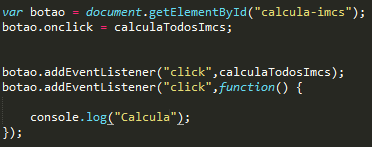 var botao = document.getElementById("calcula-imcs");
botao.onclick = calculaTodosImcs;
botao.addEventListener("click",calculaTodosImcs);
botao.addEventListener("click",function() {
console.log("Calcula");
});